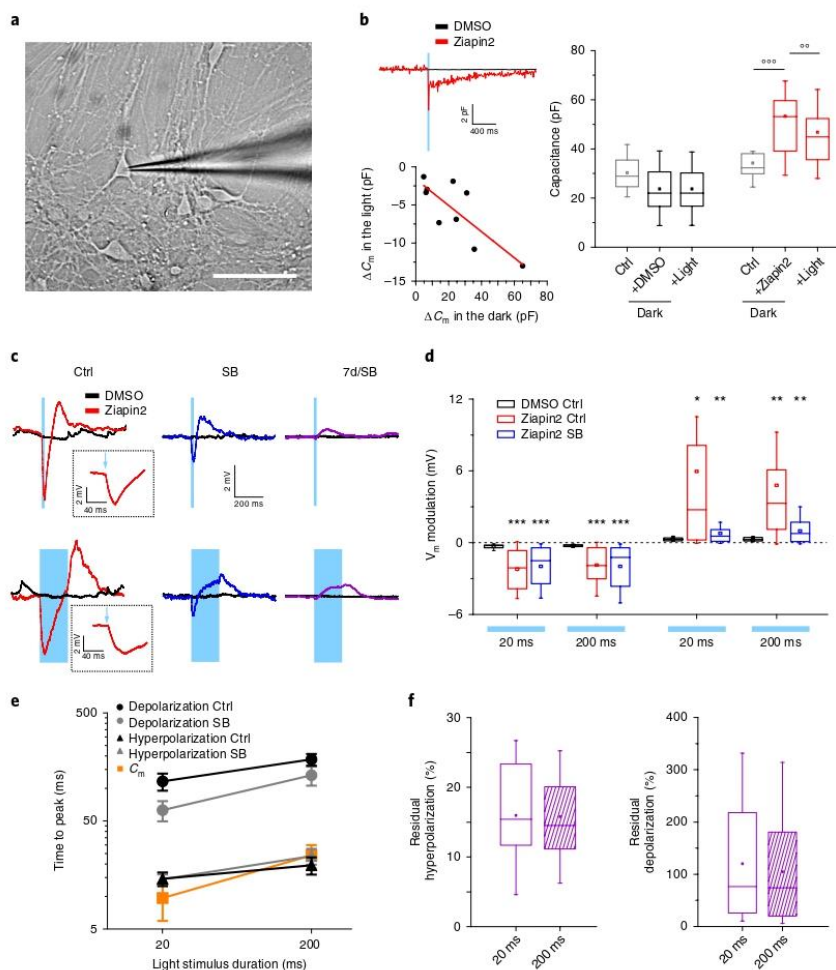 a
b
DMSO
Ziapin2
2 pF
400 ms
0
−5
−10
−15
ΔCm in the light (pF)
0 20 40 60 80
ΔCm in the dark (pF)
80
60
40
20
0
Capacitance (pF)
°°°
°°
Ctrl
+DMSO
+Light
Dark
Ctrl
+Ziapin2
+Light
Dark
c
Ctrl
SB
7d/SB
DMSO
Ziapin2
2 mV
40 ms
2 mV
200 ms
2 mV
40 ms
d
DMSO Ctrl
Ziapin2 Ctrl
Ziapin2 SB
12
6
0
−6
Vm modulation (mV)
*** ***
*** ***
* **
** **
20 ms 200 ms 20 ms 200 ms
e
Depolarization Ctrl
Depolarization SB
Hyperpolarization Ctrl
Hyperpolarization SB
Cm
500
50
5
Time to peak (ms)
20 200
Light stimulus duration (ms)
f
30
20
10
0
Residual
hyperpolarization (%)
20 ms
200 ms
400
300
200
100
0
Residual
depolarization (%)
20 ms
200 ms